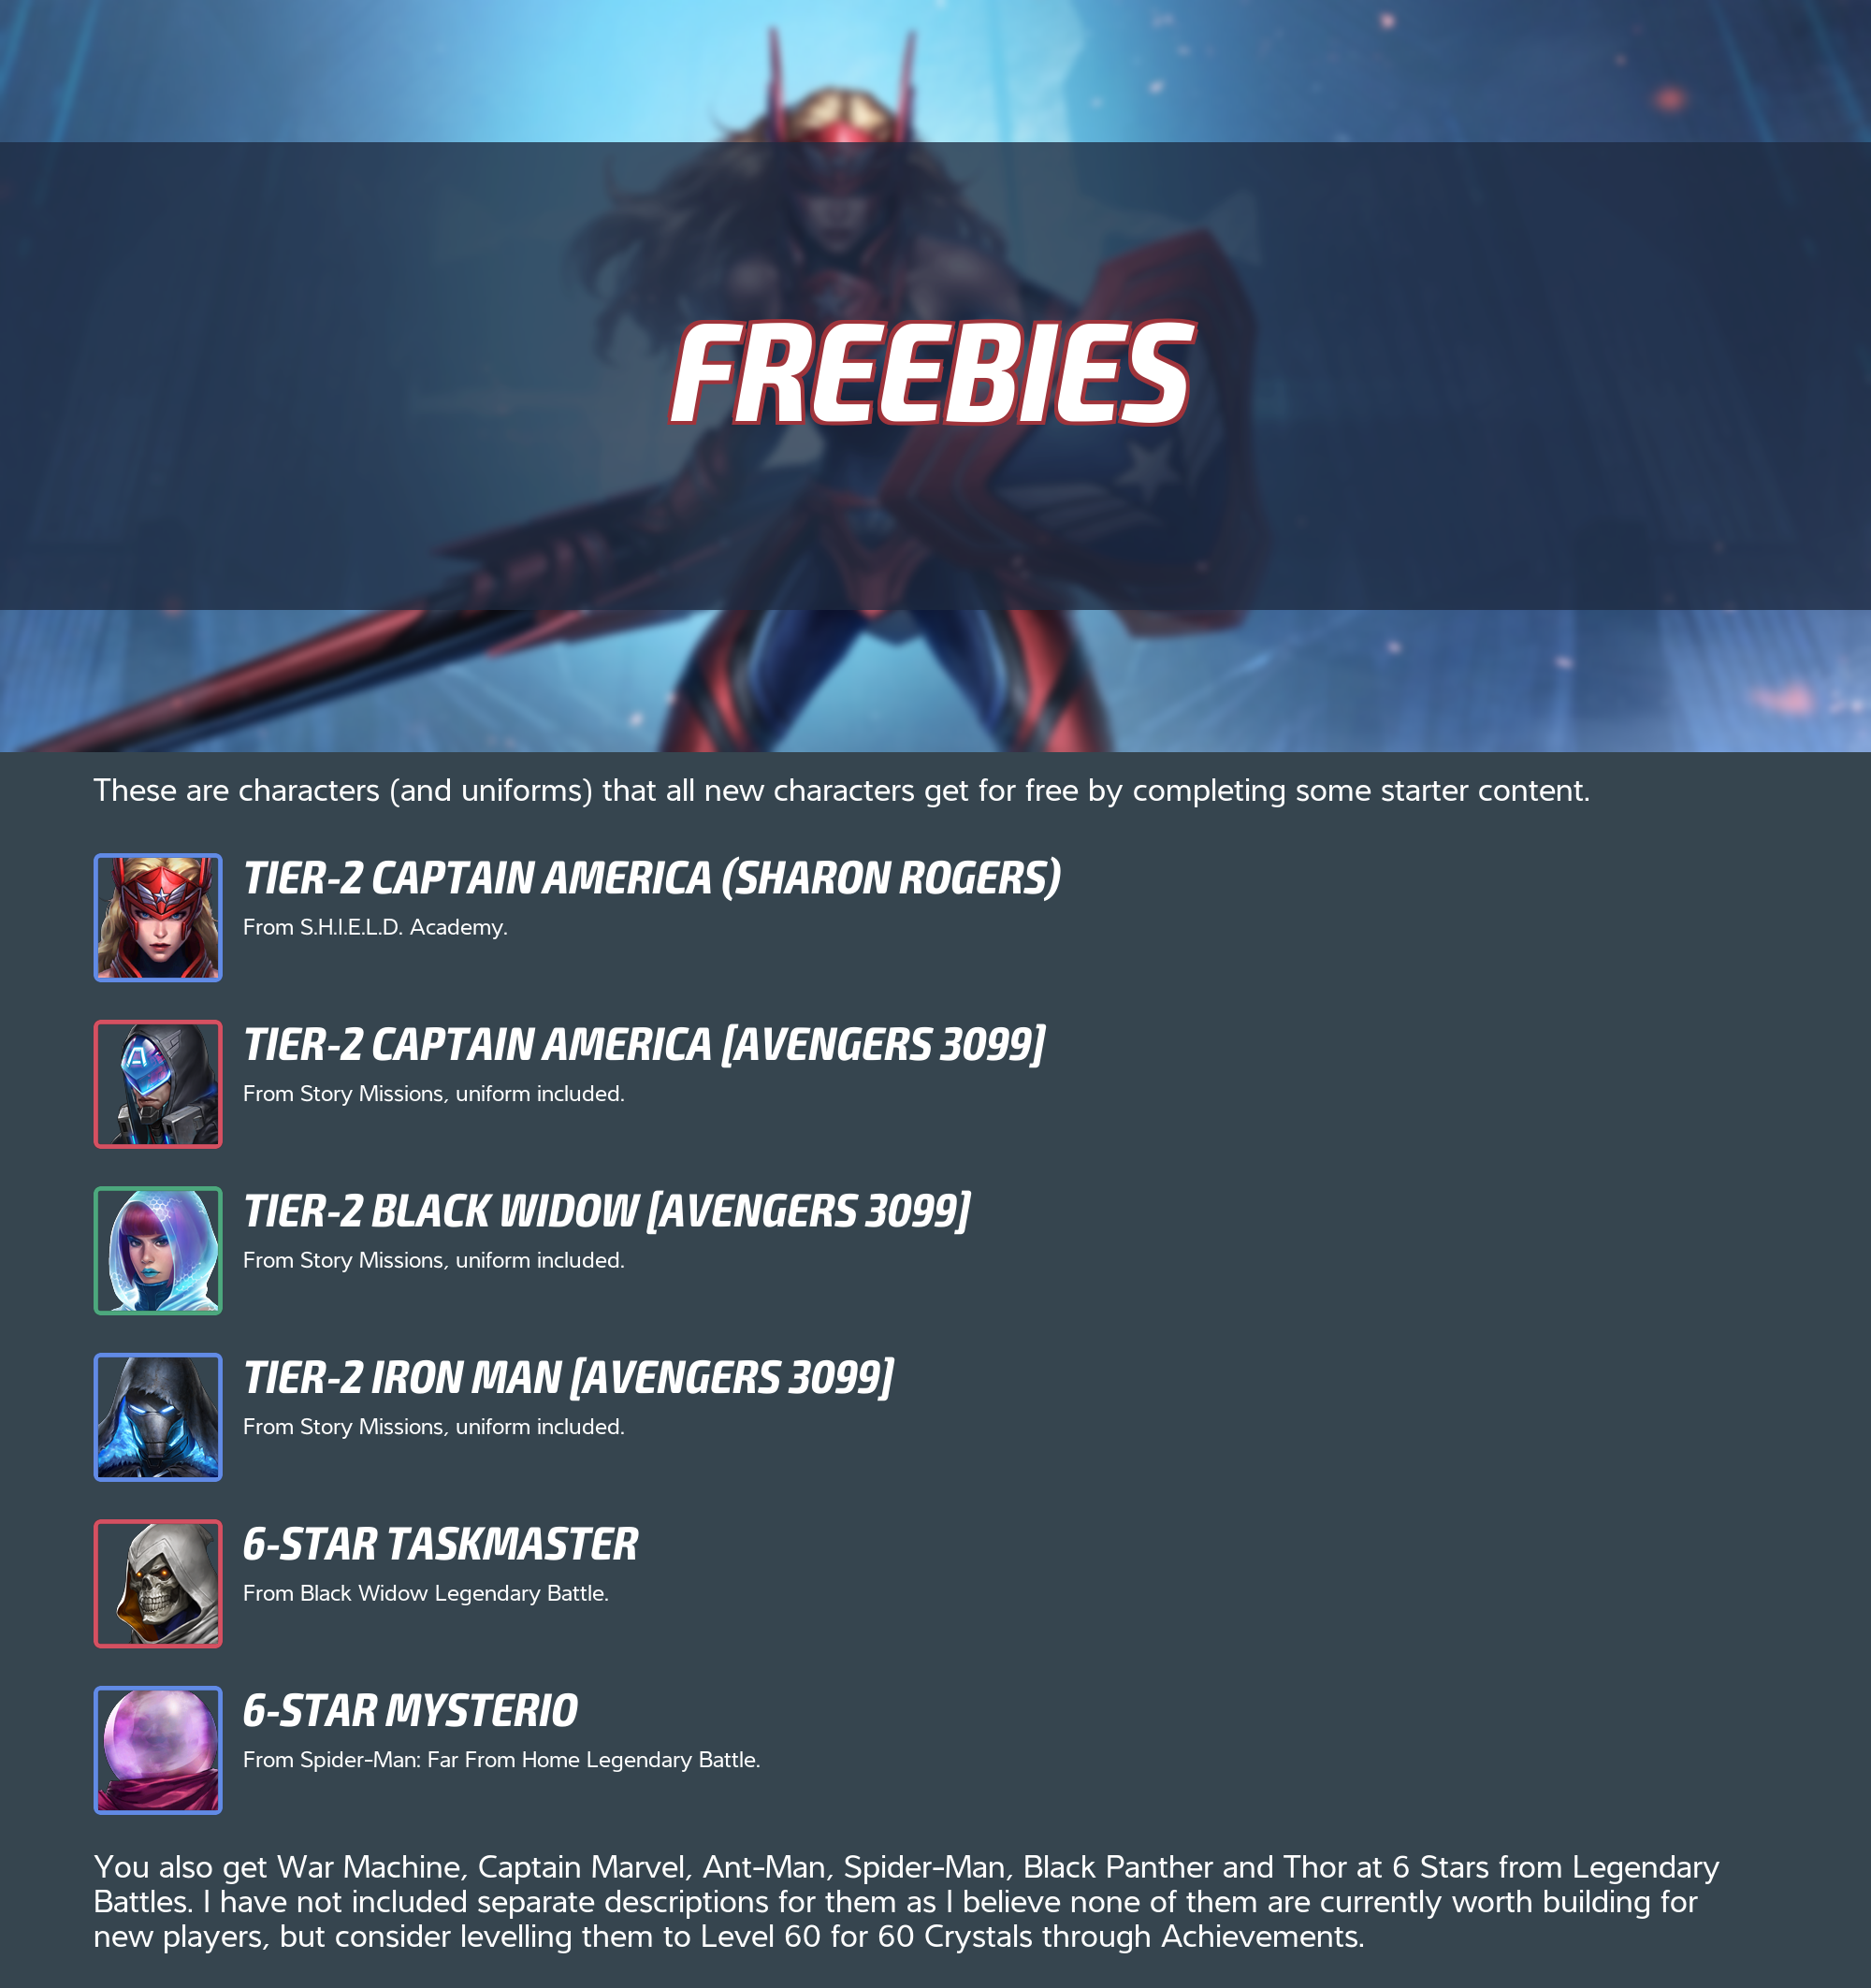 FREEBIES
These are characters (and uniforms) that all new characters get for free by completing some starter content.
TIER-2 CAPTAIN AMERICA (SHARON ROGERS)
From S.H.I.E.L.D. Academy.
TIER-2 CAPTAIN AMERICA [AVENGERS 3099]
From Story Missions, uniform included.
TIER-2 BLACK WIDOW [AVENGERS 3099]
From Story Missions, uniform included.
TIER-2 IRON MAN [AVENGERS 3099]
From Story Missions, uniform included.
6-STAR TASKMASTER
From Black Widow Legendary Battle.
6-STAR MYSTERIO
From Spider-Man: Far From Home Legendary Battle.
You also get War Machine, Captain Marvel, Ant-Man, Spider-Man, Black Panther and Thor at 6 Stars from Legendary
Battles. I have not included separate descriptions for them as I believe none of them are currently worth building for
new players, but consider levelling them to Level 60 for 60 Crystals through Achievements.